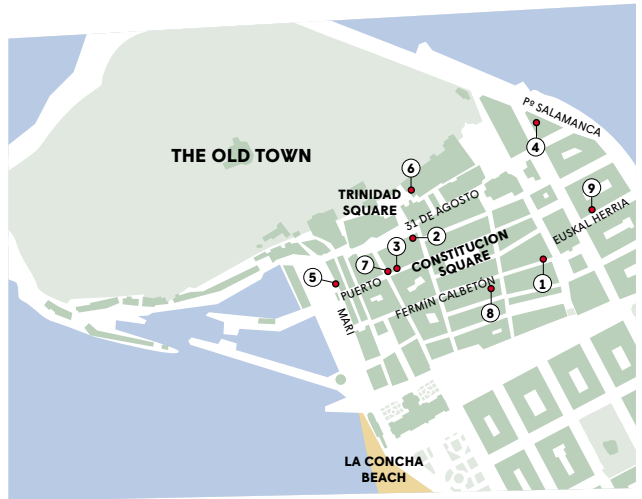 Pº SALAMANCA
4
THE OLD TOWN
6
TRINIDAD
SQUARE
9
31 DE AGOSTO
EUSKAL HERRIA
2
CONSTITUCION
SQUARE
3
7
1
5
PUERTO
FERMÍN CALBETÓN
8
MARI
LA CONCHA
BEACH